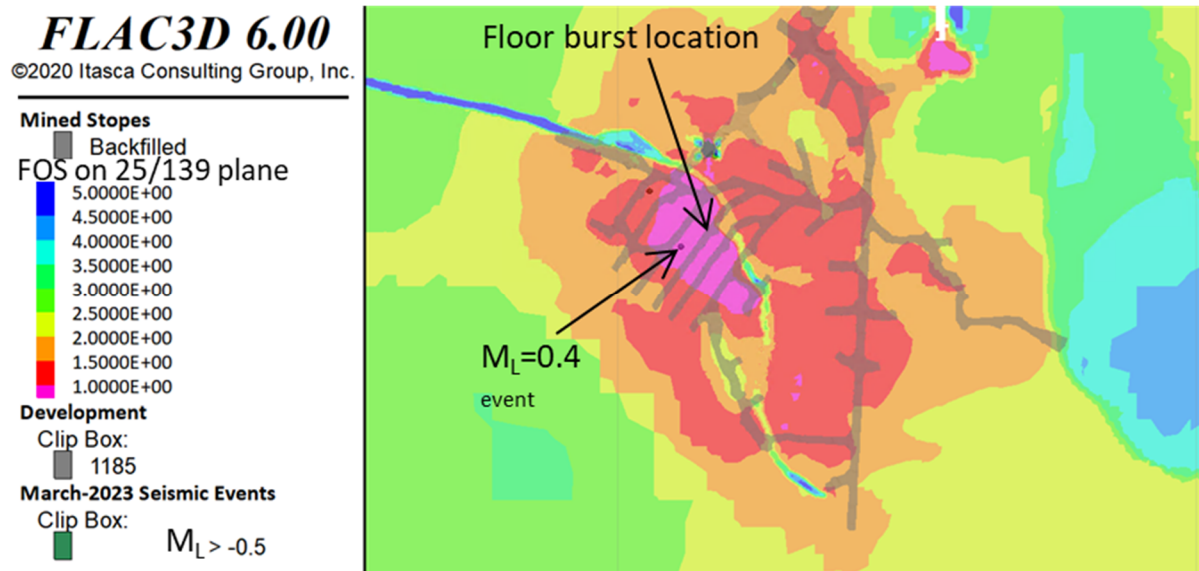 FLAC3D 6.00
©2020 Itasca Consulting Group, Inc.
Mined Stopes
Backfilled
FOS on 25/139 plane
5.0000E+00
4.5000E+00
4.0000E+00
3.5000E+00
3.0000E+00
2.5000E+00
2.0000E+00
1.5000E+00
1.0000E+00
Development
Clip Box:
1185
March-2023 Seismic Events
Clip Box:
ML > -0.5
Floor burst location
ML=0.4
event